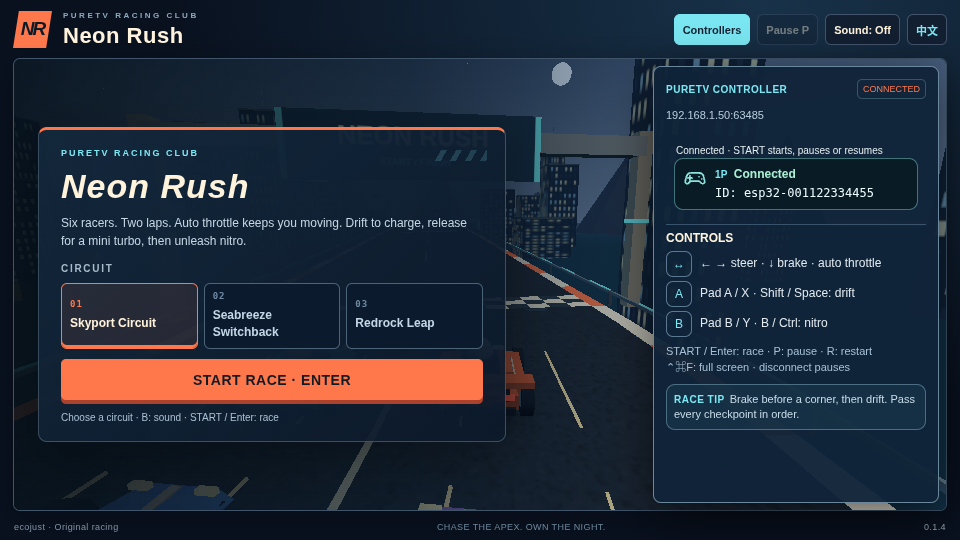 NR
PURETV RACING CLUB
Neon Rush
Controllers
Pause P
Sound: Off
中文
NEON RUSH
PURETV RACING CLUB
Neon Rush
Six racers. Two laps. Auto throttle keeps you moving. Drift to charge, release
for a mini turbo, then unleash nitro.
CIRCUIT
01
Skyport Circuit
02
Seabreeze
Switchback
03
Redrock Leap
START RACE · ENTER
Choose a circuit · B: sound · START / Enter: race
PURETV CONTROLLER
CONNECTED
192.168.1.50:63485
Connected · START starts, pauses or resumes
1P Connected
ID: esp32-001122334455
CONTROLS
↔ ← → steer · ↓ brake · auto throttle
A Pad A / X · Shift / Space: drift
B Pad B / Y · B / Ctrl: nitro
START / Enter: race · P: pause · R: restart
⌃⌘F: full screen · disconnect pauses
RACE TIP Brake before a corner, then drift. Pass
every checkpoint in order.
ecojust · Original racing
CHASE THE APEX. OWN THE NIGHT.
0.1.4